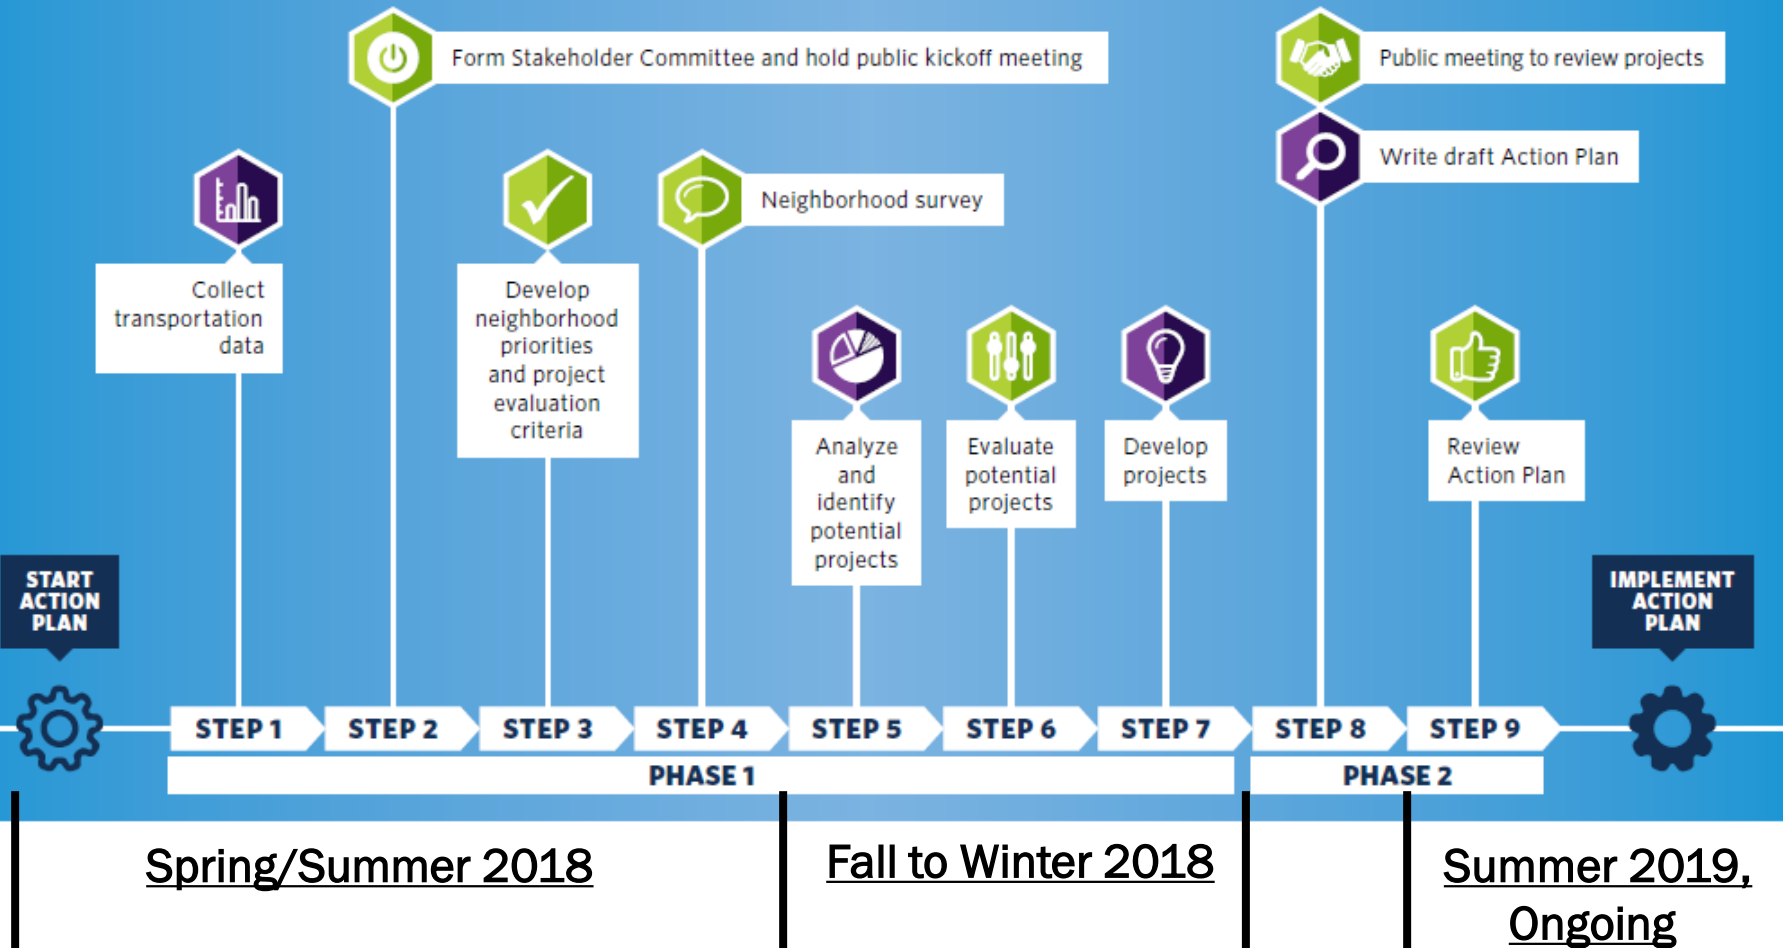 Form Stakeholder Committee and hold public kickoff meeting
Public meeting to review projects
Write draft Action Plan
Neighborhood survey
Collect
transportation
data
Develop
neighborhood
priorities
and project
evaluation
criteria
Analyze
and
identify
potential
projects
Evaluate
potential
projects
Develop
projects
Review
Action Plan
START
ACTION
PLAN
IMPLEMENT
ACTION
PLAN
STEP 1
STEP 2
STEP 3
STEP 4
STEP 5
STEP 6
STEP 7
STEP 8
STEP 9
PHASE 1
PHASE 2
Spring/Summer 2018
Fall to Winter 2018
Summer 2019,
Ongoing